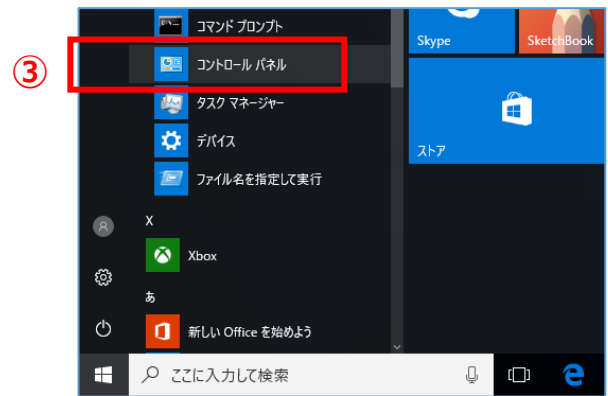 コマンド プロンプト
Skype
SketchBook
③
コントロール パネル
タスク マネージャー
デバイス
ストア
ファイル名を指定して実行
X
Xbox
あ
新しい Office を始めよう
ここに入力して検索